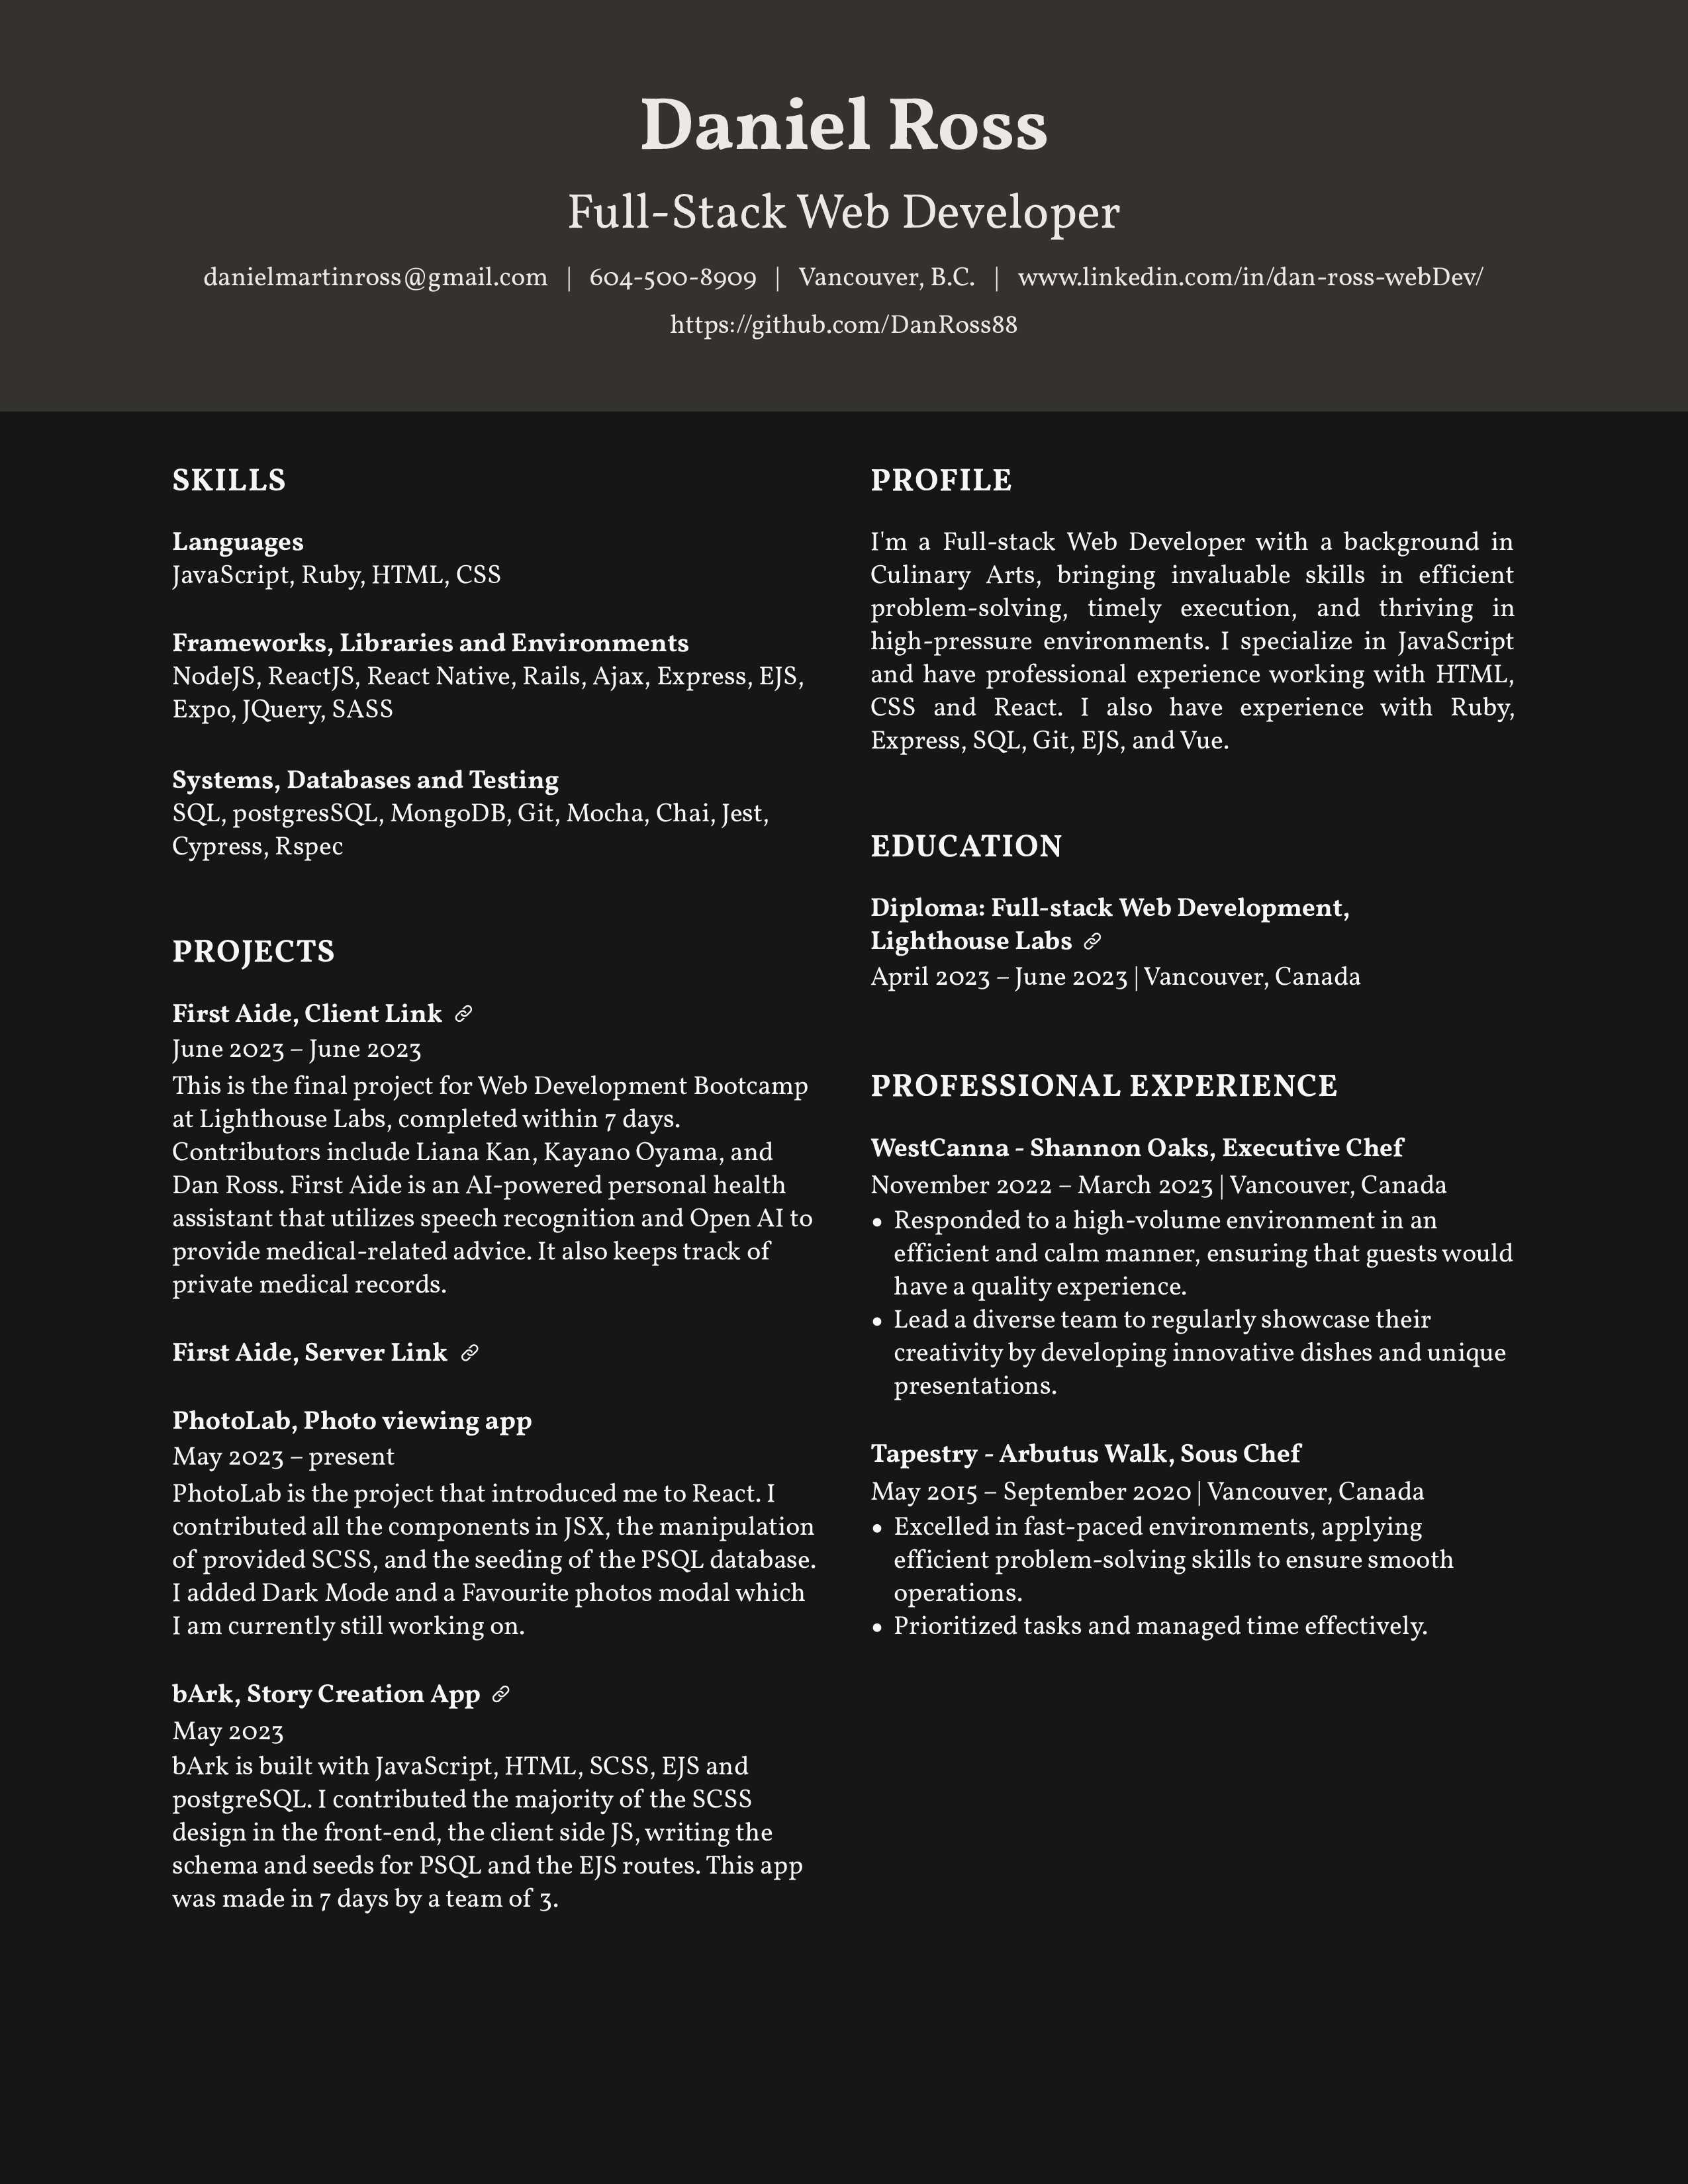 Daniel Ross
Full-Stack Web Developer
danielmartinross@gmail.com | 604-500-8909 | Vancouver, B.C. | www.linkedin.com/in/dan-ross-webDev/
https://github.com/DanRoss88
SKILLS
Languages
JavaScript, Ruby, HTML, CSS
Frameworks, Libraries and Environments
NodeJS, ReactJS, React Native, Rails, Ajax, Express, EJS,
Expo, JQuery, SASS
Systems, Databases and Testing
SQL, postgresSQL, MongoDB, Git, Mocha, Chai, Jest,
Cypress, Rspec
PROJECTS
First Aide, Client Link
June 2023 – June 2023
This is the final project for Web Development Bootcamp
at Lighthouse Labs, completed within 7 days.
Contributors include Liana Kan, Kayano Oyama, and
Dan Ross. First Aide is an AI-powered personal health
assistant that utilizes speech recognition and Open AI to
provide medical-related advice. It also keeps track of
private medical records.
First Aide, Server Link
PhotoLab, Photo viewing app
May 2023 – present
PhotoLab is the project that introduced me to React. I
contributed all the components in JSX, the manipulation
of provided SCSS, and the seeding of the PSQL database.
I added Dark Mode and a Favourite photos modal which
I am currently still working on.
bArk, Story Creation App
May 2023
bArk is built with JavaScript, HTML, SCSS, EJS and
postgreSQL. I contributed the majority of the SCSS
design in the front-end, the client side JS, writing the
schema and seeds for PSQL and the EJS routes. This app
was made in 7 days by a team of 3.
PROFILE
I'm a Full-stack Web Developer with a background in
Culinary Arts, bringing invaluable skills in efficient
problem-solving, timely execution, and thriving in
high-pressure environments. I specialize in JavaScript
and have professional experience working with HTML,
CSS and React. I also have experience with Ruby,
Express, SQL, Git, EJS, and Vue.
EDUCATION
Diploma: Full-stack Web Development,
Lighthouse Labs
April 2023 – June 2023 | Vancouver, Canada
PROFESSIONAL EXPERIENCE
WestCanna - Shannon Oaks, Executive Chef
November 2022 – March 2023 | Vancouver, Canada
• Responded to a high-volume environment in an
efficient and calm manner, ensuring that guests would
have a quality experience.
• Lead a diverse team to regularly showcase their
creativity by developing innovative dishes and unique
presentations.
Tapestry - Arbutus Walk, Sous Chef
May 2015 – September 2020 | Vancouver, Canada
• Excelled in fast-paced environments, applying
efficient problem-solving skills to ensure smooth
operations.
• Prioritized tasks and managed time effectively.